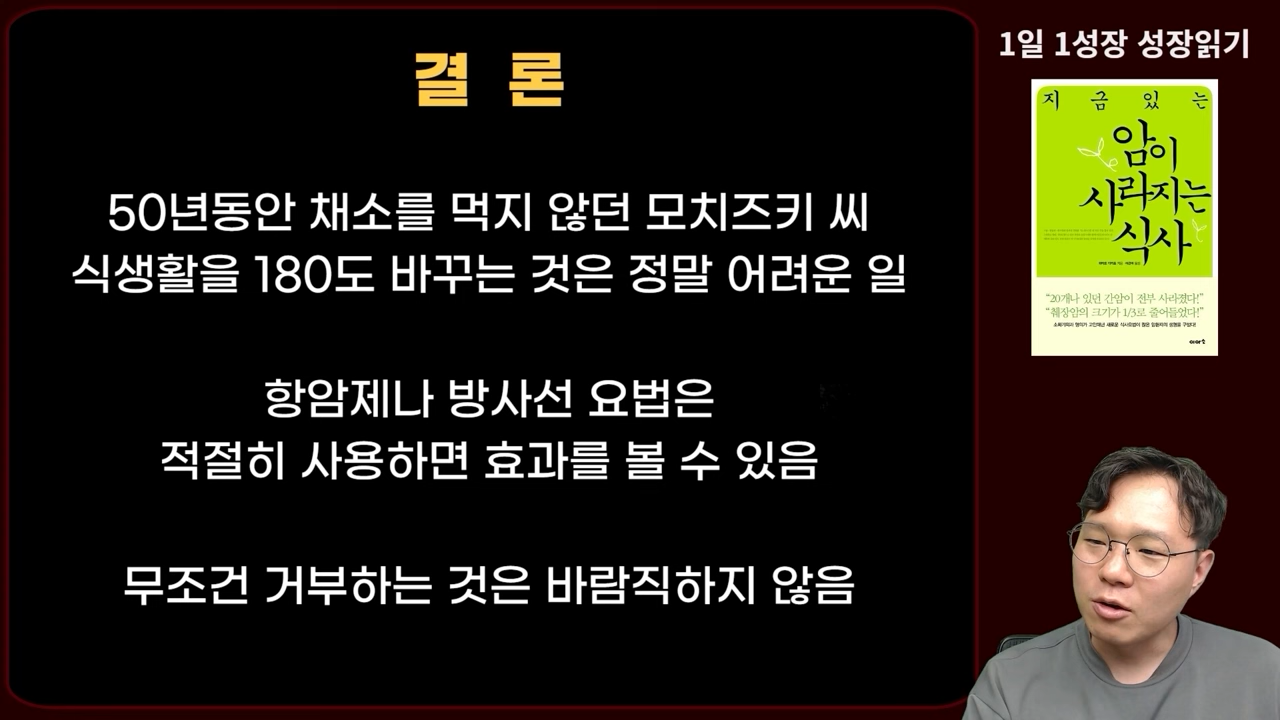 결 론
50년동안 채소를 먹지 않던 모치즈키 씨
식생활을 180도 바꾸는 것은 정말 어려운 일
항암제나 방사선 요법은
적절히 사용하면 효과를 볼 수 있음
무조건 거부하는 것은 바람직하지 않음
1일 1성장 성장읽기
지금있는
암이
사라지는
식사
“20개나 있던 간암이 전부 사라졌다!”
“췌장암의 크기가 1/3로 줄어들었다!”